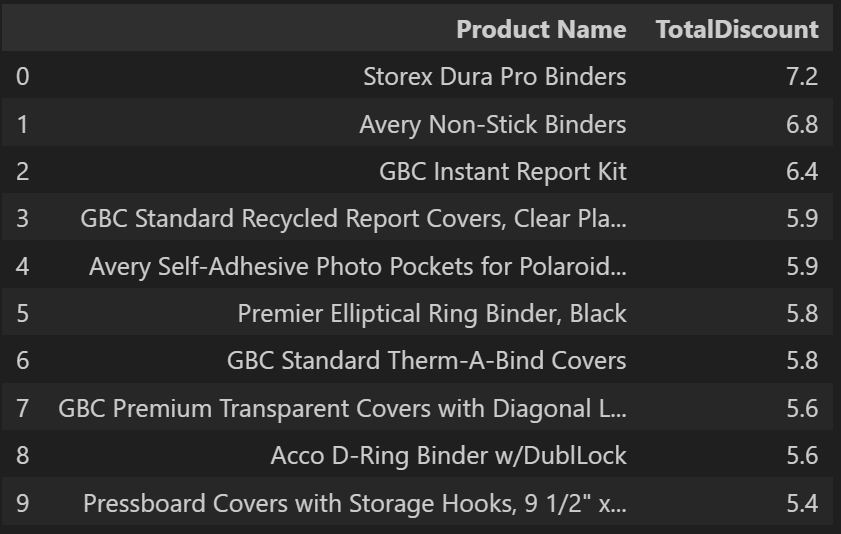 Product Name TotalDiscount
0 Storex Dura Pro Binders 7.2
1 Avery Non-Stick Binders 6.8
2 GBC Instant Report Kit 6.4
3 GBC Standard Recycled Report Covers, Clear Pla... 5.9
4 Avery Self-Adhesive Photo Pockets for Polaroid... 5.9
5 Premier Elliptical Ring Binder, Black 5.8
6 GBC Standard Therm-A-Bind Covers 5.8
7 GBC Premium Transparent Covers with Diagonal L... 5.6
8 Acco D-Ring Binder w/DublLock 5.6
9 Pressboard Covers with Storage Hooks, 9 1/2" x... 5.4